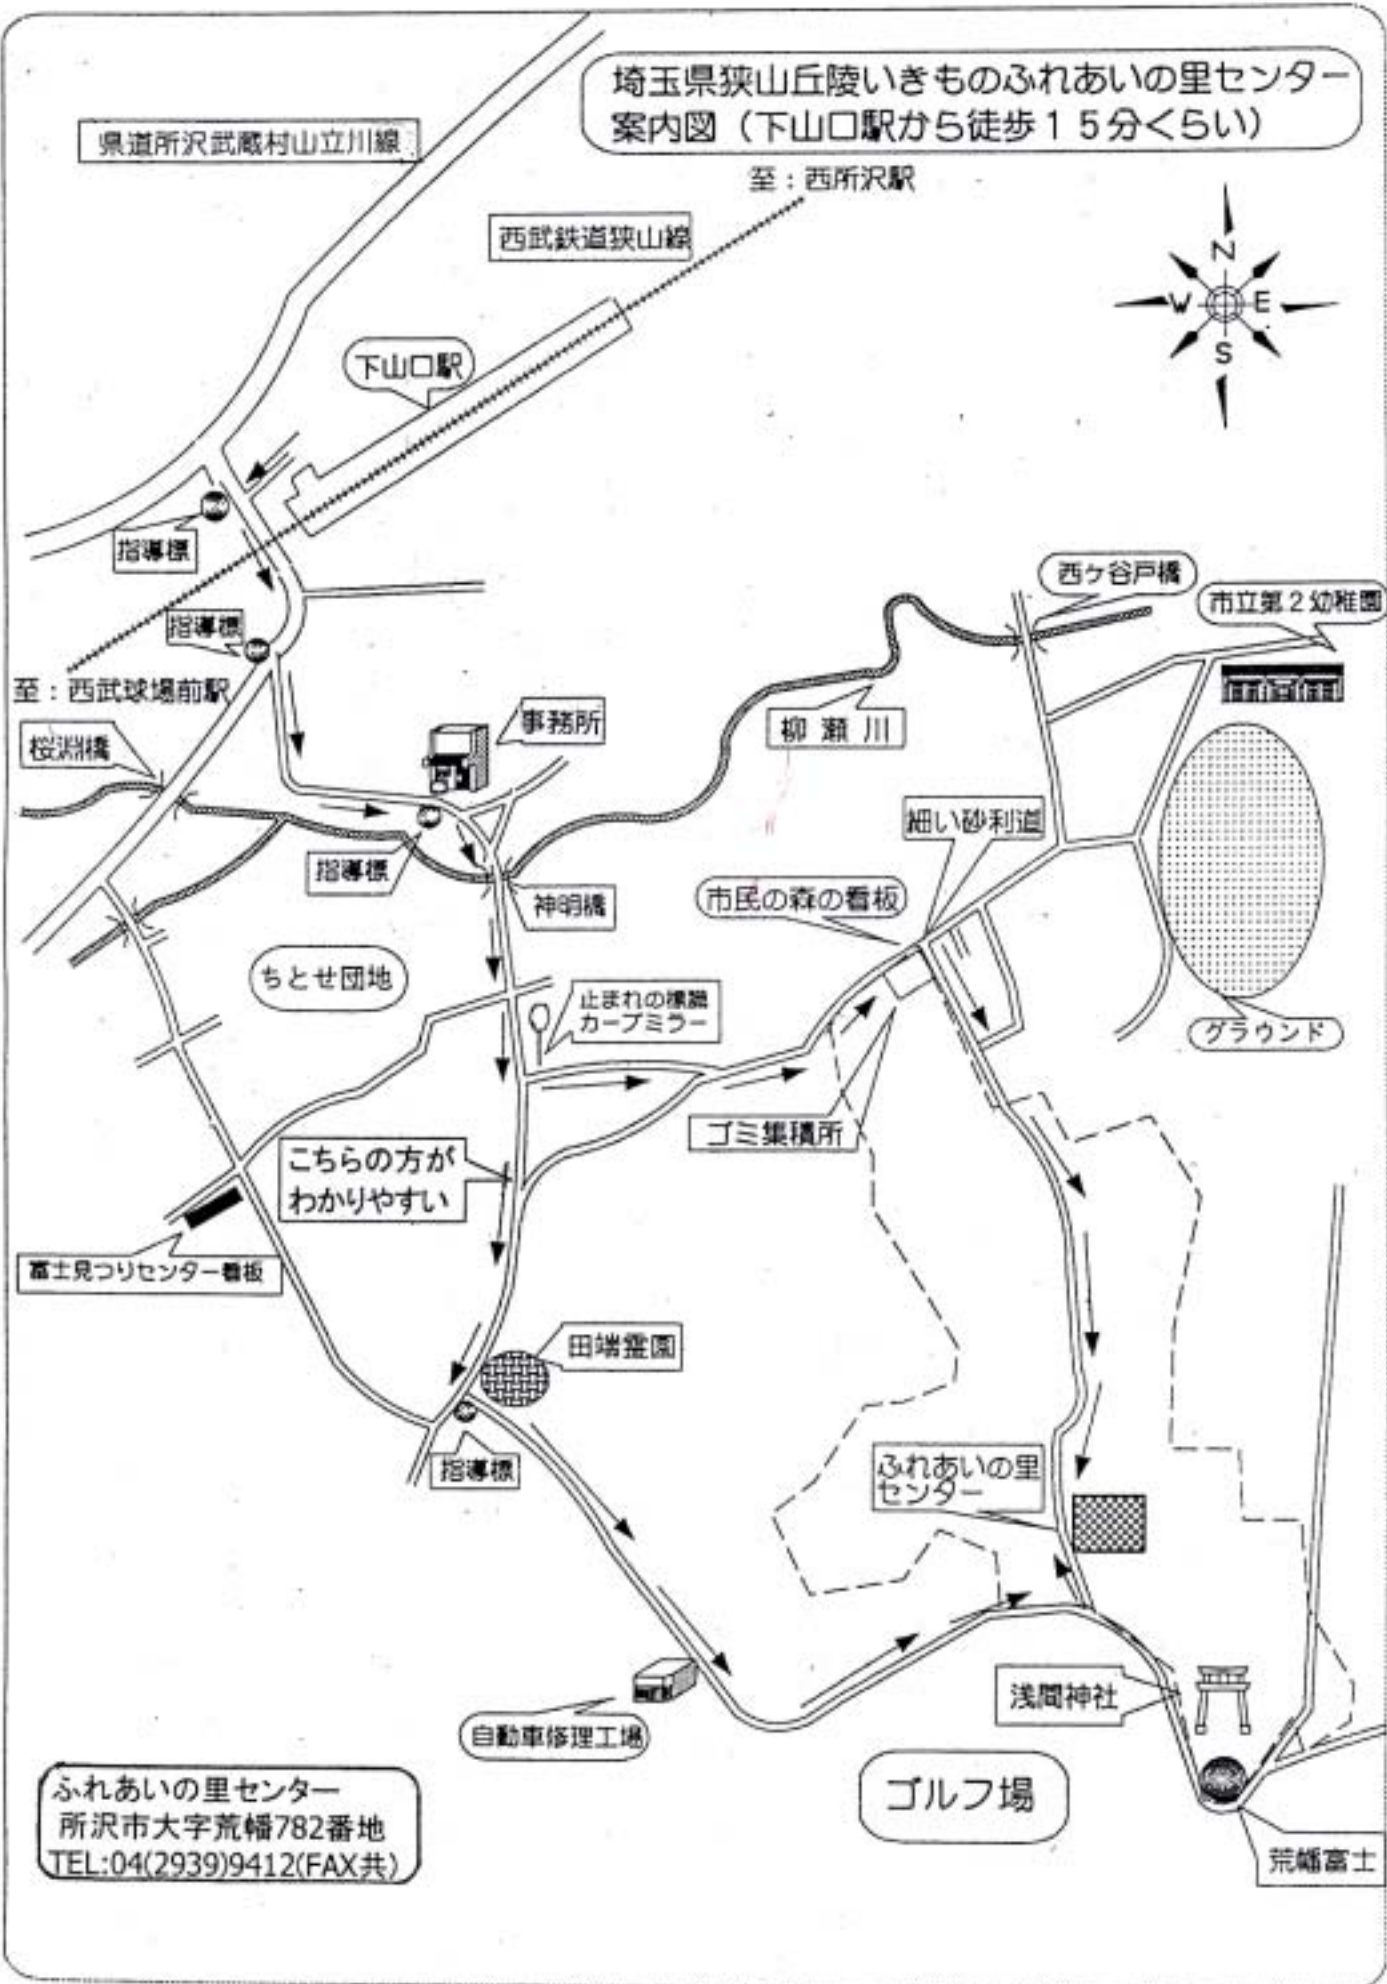 埼玉県狭山丘陵いきものふれあいの里センター
案内図（下山口駅から徒歩15分くらい）
県道所沢武蔵村山立川線
至：西所沢駅
西武鉄道狭山線
N
W
E
S
下山口駅
指導標
西ケ谷戸橋
市立第2幼稚園
指導標
至：西武球場前駅
事務所
柳瀬川
桜淵橋
細い砂利道
指導標
市民の森の看板
神明橋
ちとせ団地
止まれの標識
カーブミラー
グラウンド
ゴミ集積所
こちらの方が
わかりやすい
富士見つりセンター看板
田端霊園
指導標
ふれあいの里
センター
浅間神社
自動車修理工場
ゴルフ場
ふれあいの里センター
所沢市大字荒幡782番地
TEL:04(2939)9412(FAX共)
荒幡富士